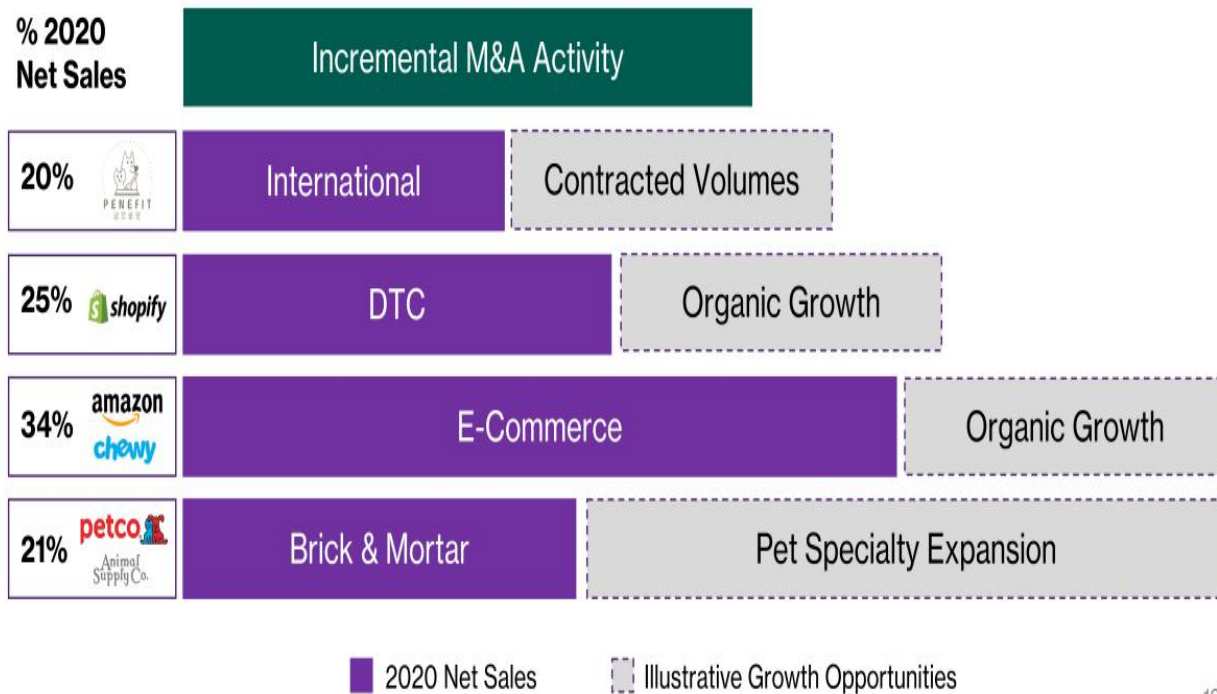 % 2020
Net Sales
Incremental M&A Activity
20%
PENEFIT
International
Contracted Volumes
25%
shopify
DTC
Organic Growth
34%
amazon
chewy
E-Commerce
Organic Growth
21%
petco
Animal
Supply Co.
Brick & Mortar
Pet Specialty Expansion
2020 Net Sales
Illustrative Growth Opportunities